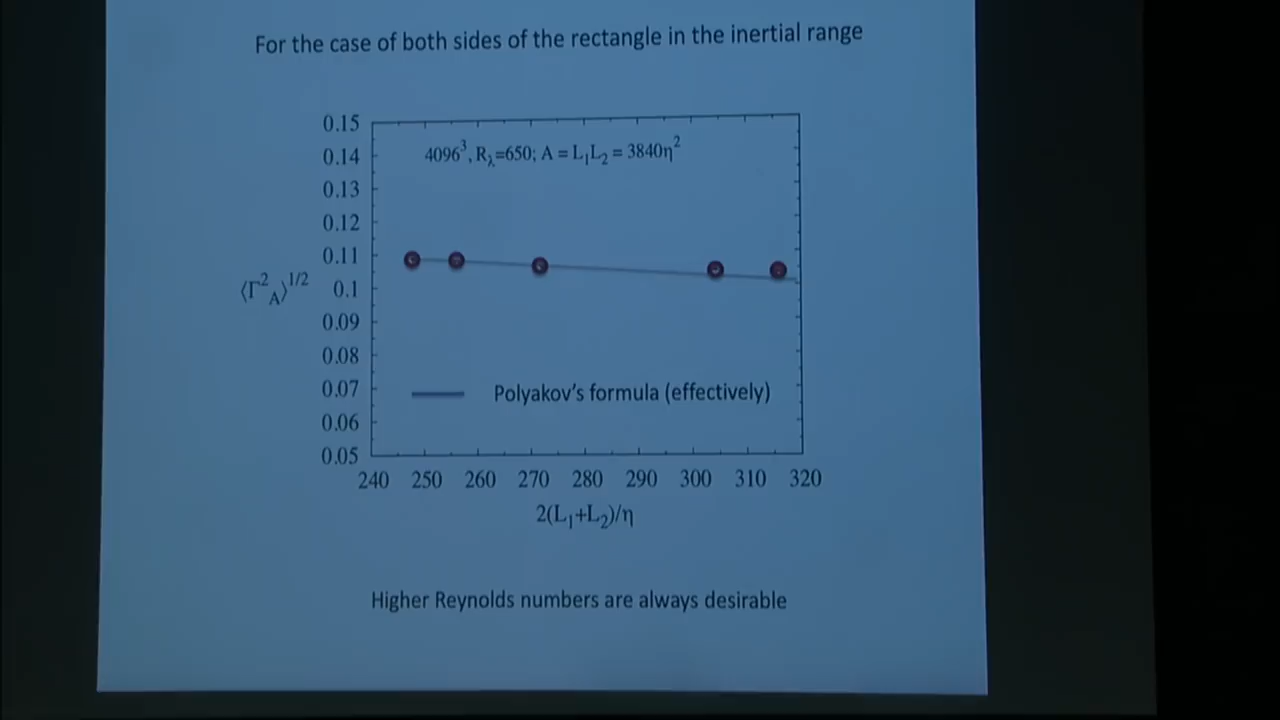 For the case of both sides of the rectangle in the inertial range
0.15
0.14
0.13
0.12
0.11
0.1
0.09
0.08
0.07
0.06
0.05
4096³, Rλ=650; A = L₁L₂ = 3840η²
⟨Γ²_A⟩^1/2
Polyakov's formula (effectively)
240 250 260 270 280 290 300 310 320
2(L₁+L₂)/η
Higher Reynolds numbers are always desirable